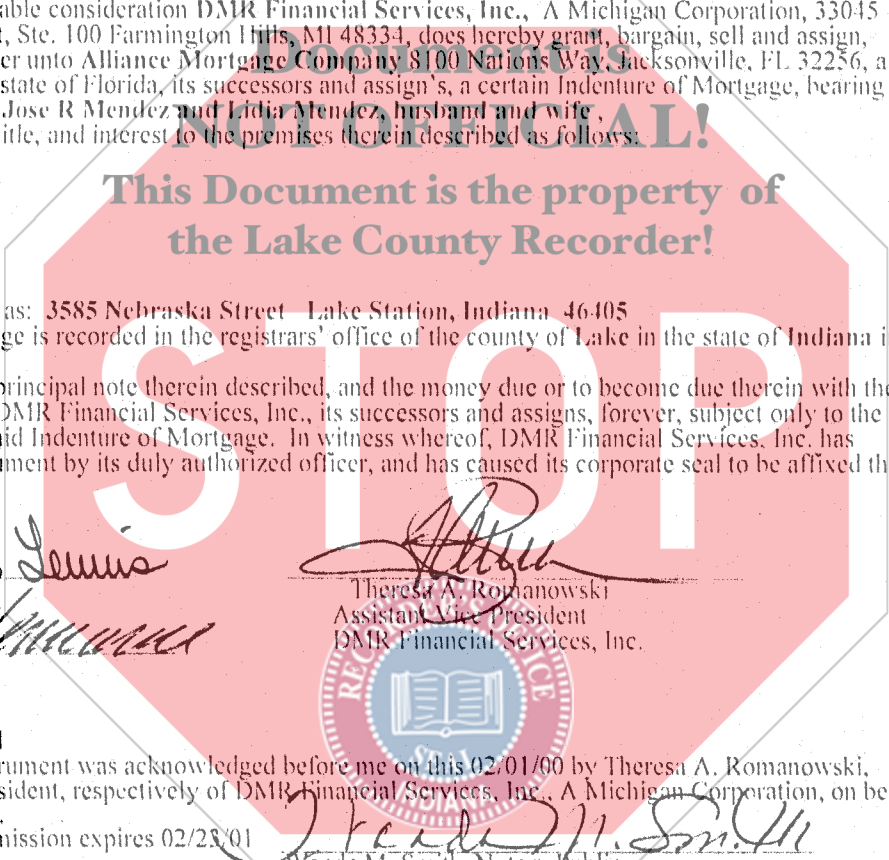 able consideration DMR Financial Services, Inc., A Michigan Corporation, 33045
t, Ste. 100 Farmington Hills, MI 48334, does hereby grant, bargain, sell and assign,
er unto Alliance Mortgage Company 8100 Nations Way, Jacksonville, FL 32256, a
state of Florida, its successors and assign's, a certain Indenture of Mortgage, bearing
Jose R Mendez and Lidia Mendez, husband and wife,
itle, and interest to the premises therein described as follows:
Document is
NOT OFFICIAL!
This Document is the property of
the Lake County Recorder!
as: 3585 Nebraska Street Lake Station, Indiana 46405
ge is recorded in the registrars' office of the county of Lake in the state of Indiana i
STOP
principal note therein described, and the money due or to become due therein with the
DMR Financial Services, Inc., its successors and assigns, forever, subject only to the
id Indenture of Mortgage. In witness whereof, DMR Financial Services, Inc. has
ment by its duly authorized officer, and has caused its corporate seal to be affixed th
Theresa A. Romanowski
Assistant Vice President
DMR Financial Services, Inc.
RECORDER'S OFFICE
SEAL
INDIANA
rument was acknowledged before me on this 02/01/00 by Theresa A. Romanowski,
sident, respectively of DMR Financial Services, Inc., A Michigan Corporation, on be
mission expires 02/23/01
Wanda M. Smith